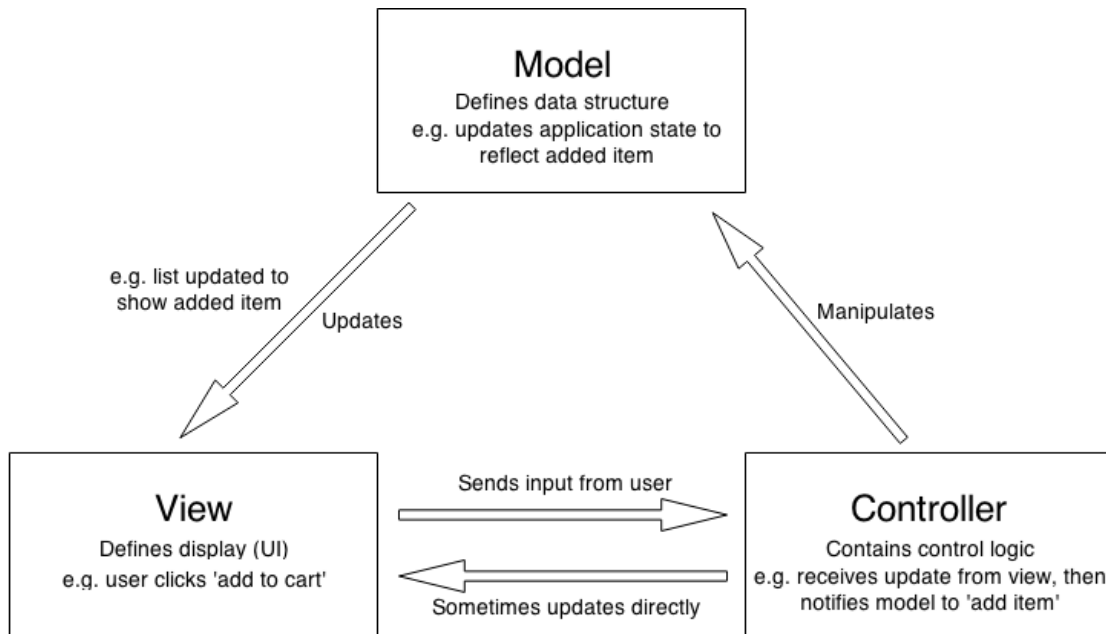 Model
Defines data structure
e.g. updates application state to
reflect added item
e.g. list updated to
show added item
Updates
Manipulates
View
Defines display (UI)
e.g. user clicks 'add to cart'
Sends input from user
Sometimes updates directly
Controller
Contains control logic
e.g. receives update from view, then
notifies model to 'add item'